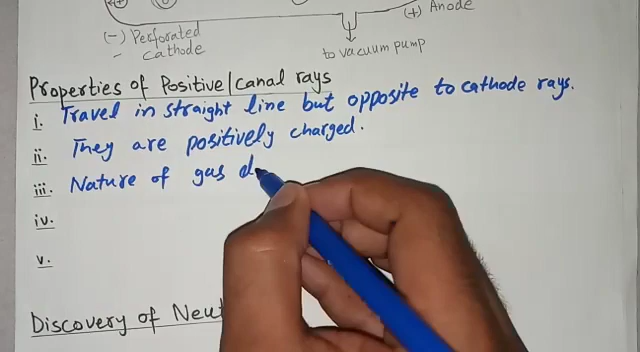 (+) Anode
(-) Perforated
- cathode
to vacuum pump
Properties of Positive/canal rays
i. Travel in straight line but opposite to cathode rays.
ii. They are positively charged.
iii. Nature of gas d
iv.
v.
Discovery of Neut